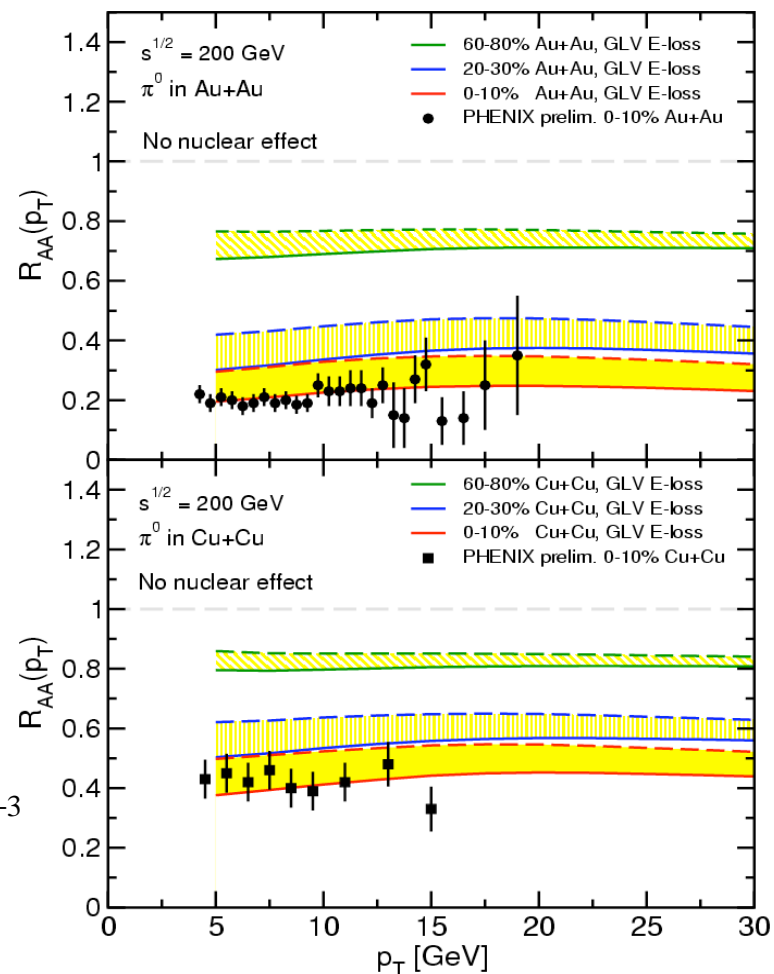 1.4
1.2
1
0.8
0.6
0.4
0.2
0
R_AA(p_T)
s^1/2 = 200 GeV
π^0 in Au+Au
No nuclear effect
60-80% Au+Au, GLV E-loss
20-30% Au+Au, GLV E-loss
0-10% Au+Au, GLV E-loss
PHENIX prelim. 0-10% Au+Au
1.4
1.2
1
0.8
0.6
0.4
0.2
0
R_AA(p_T)
s^1/2 = 200 GeV
π^0 in Cu+Cu
No nuclear effect
60-80% Cu+Cu, GLV E-loss
20-30% Cu+Cu, GLV E-loss
0-10% Cu+Cu, GLV E-loss
PHENIX prelim. 0-10% Cu+Cu
-3
0 5 10 15 20 25 30
p_T [GeV]